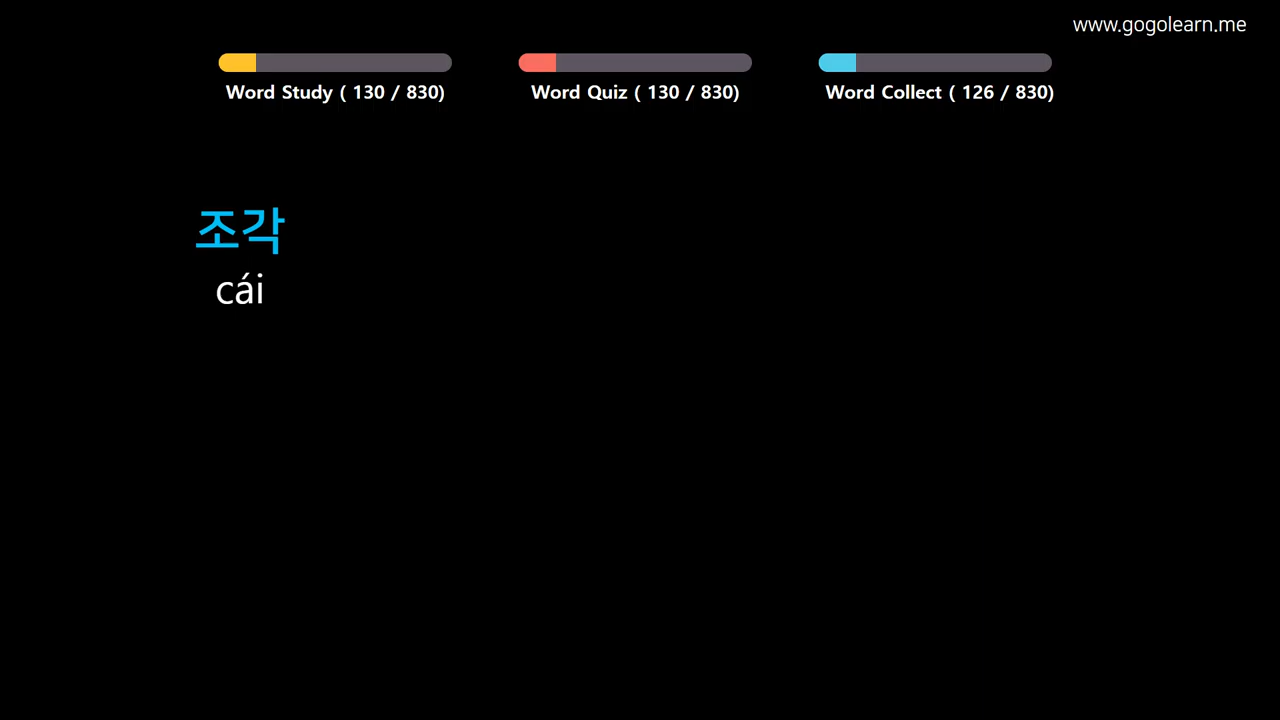 www.gogolearn.me
Word Study ( 130 / 830)
Word Quiz ( 130 / 830)
Word Collect ( 126 / 830)
조각
cái